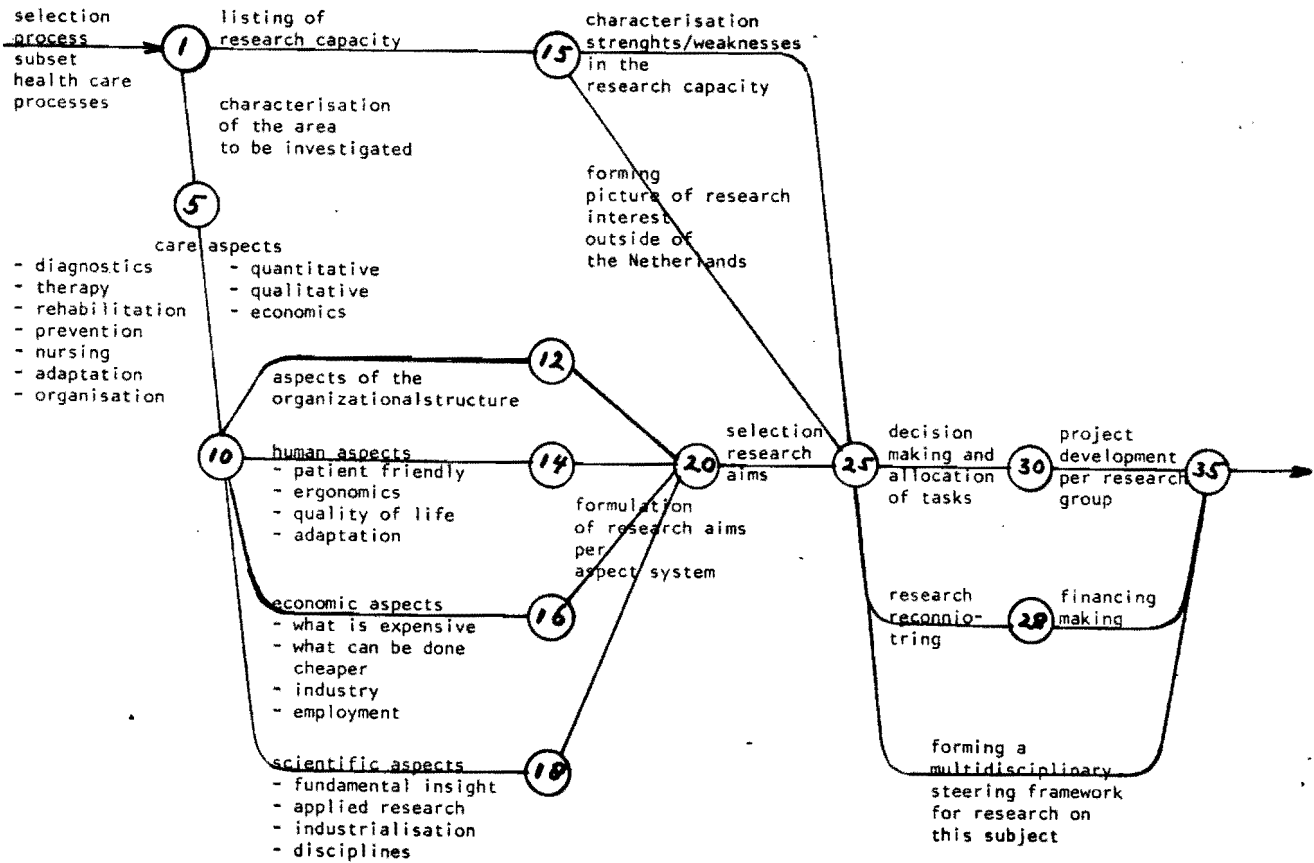 selection
process
subset
health care
processes
1
listing of
research capacity
15
characterisation
strenghts/weaknesses
in the
research capacity
characterisation
of the area
to be investigated
forming
picture of research
interest
outside of
the Netherlands
5
care aspects
- diagnostics
- therapy
- rehabilitation
- prevention
- nursing
- adaptation
- organisation
- quantitative
- qualitative
- economics
12
aspects of the
organizationalstructure
10
human aspects
- patient friendly
- ergonomics
- quality of life
- adaptation
14
20
selection
research
aims
25
decision
making and
allocation
of tasks
30
project
development
per research
group
35
formulation
of research aims
per
aspect system
economic aspects
- what is expensive
- what can be done
cheaper
- industry
- employment
16
research
reconnio-
tring
28
financing
making
scientific aspects
- fundamental insight
- applied research
- industrialisation
- disciplines
18
forming a
multidisciplinary
steering framework
for research on
this subject